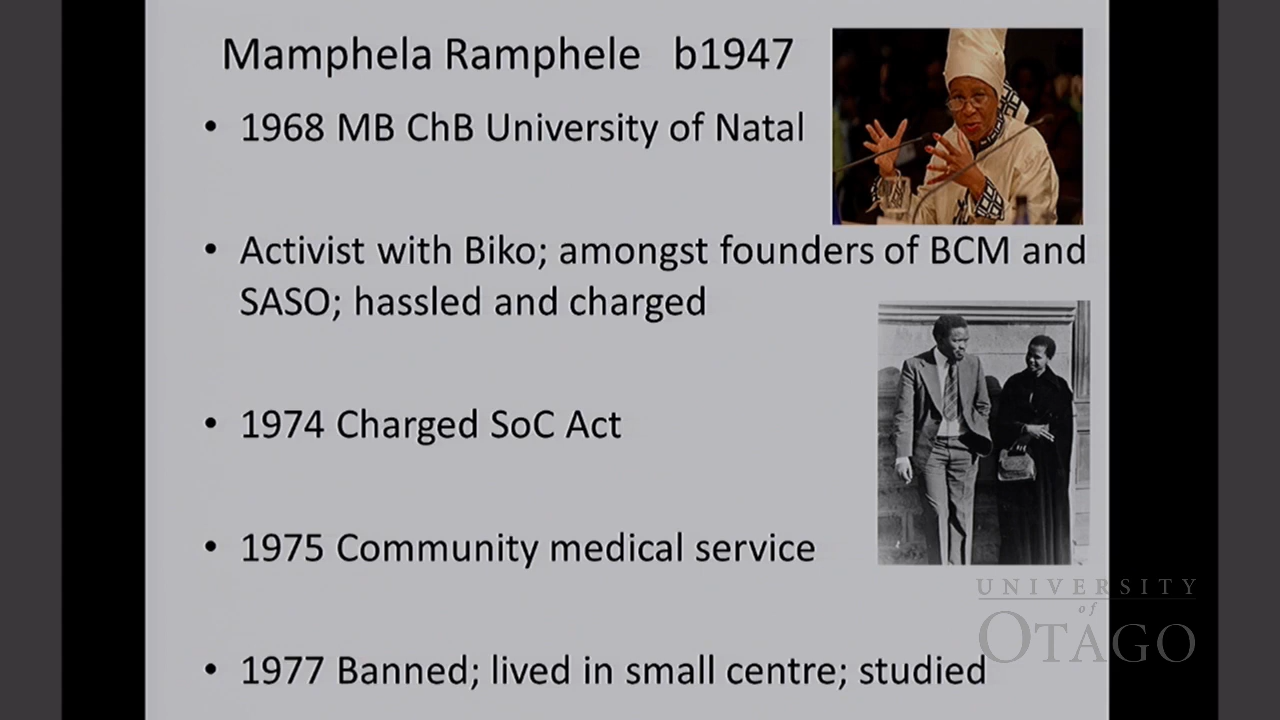 Mamphela Ramphele b1947
• 1968 MB ChB University of Natal
• Activist with Biko; amongst founders of BCM and
SASO; hassled and charged
• 1974 Charged SoC Act
• 1975 Community medical service
• 1977 Banned; lived in small centre; studied
UNIVERSITY
of
OTAGO